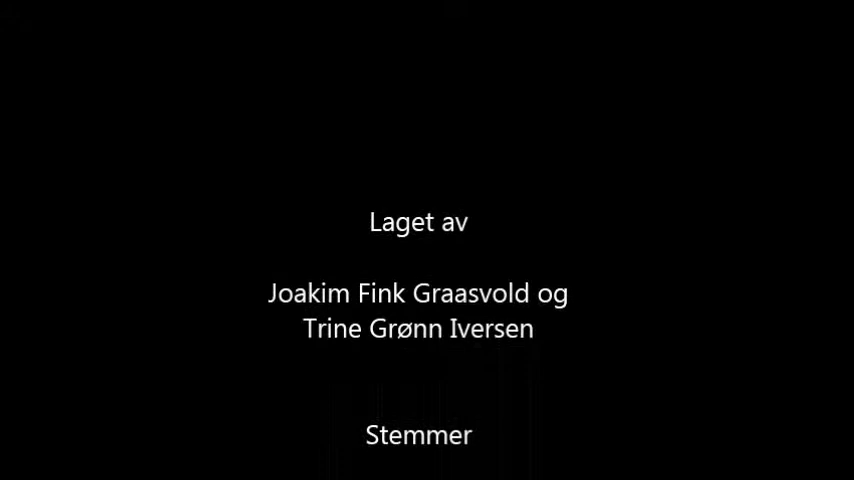 Laget av
Joakim Fink Graasvold og
Trine Grønn Iversen
Stemmer